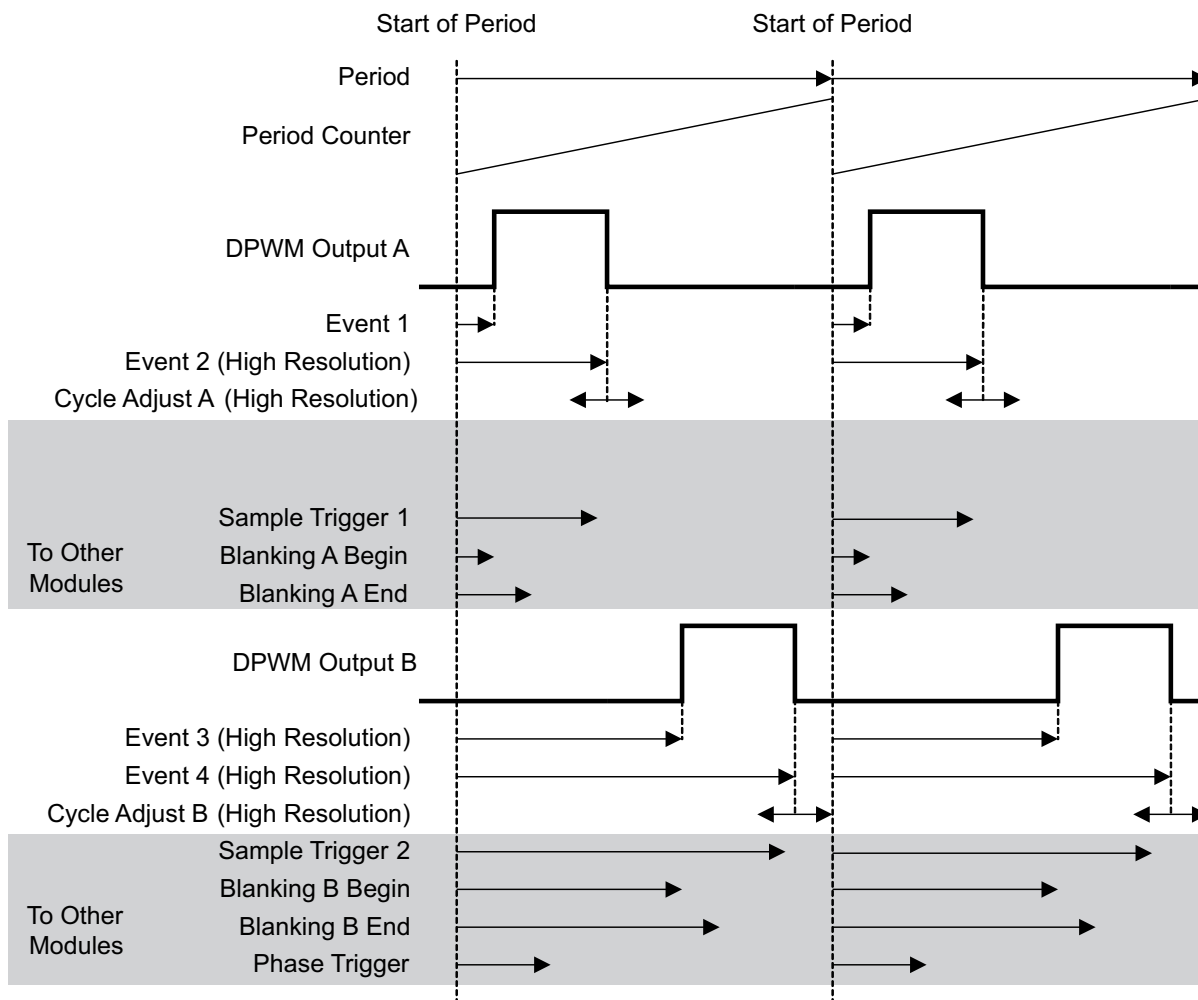 Start of Period
Start of Period
Period
Period Counter
DPWM Output A
Event 1
Event 2 (High Resolution)
Cycle Adjust A (High Resolution)
To Other
Modules
Sample Trigger 1
Blanking A Begin
Blanking A End
DPWM Output B
Event 3 (High Resolution)
Event 4 (High Resolution)
Cycle Adjust B (High Resolution)
To Other
Modules
Sample Trigger 2
Blanking B Begin
Blanking B End
Phase Trigger